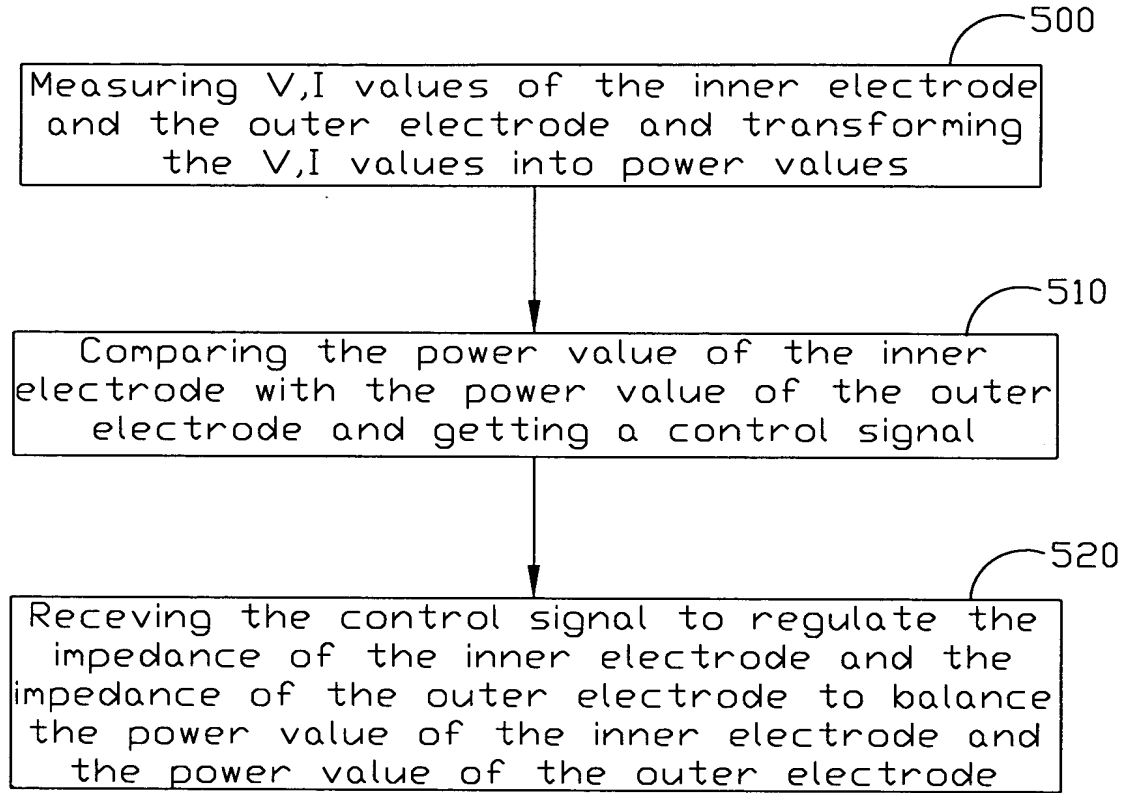 500
Measuring V,I values of the inner electrode
and the outer electrode and transforming
the V,I values into power values
510
Comparing the power value of the inner
electrode with the power value of the outer
electrode and getting a control signal
520
Receving the control signal to regulate the
impedance of the inner electrode and the
impedance of the outer electrode to balance
the power value of the inner electrode and
the power value of the outer electrode